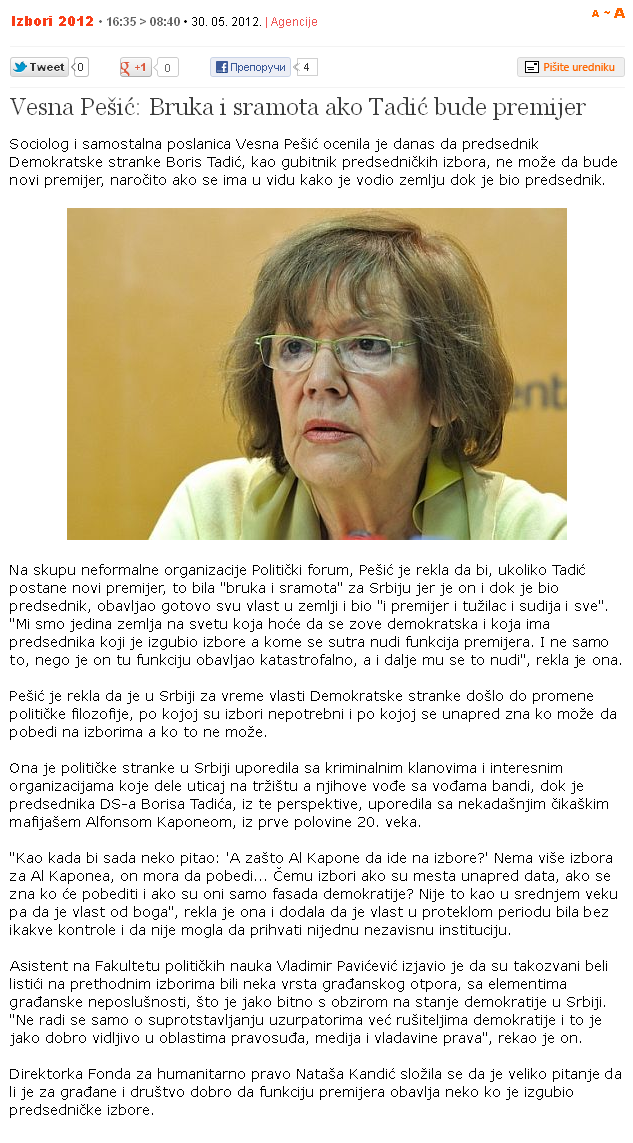 Izbori 2012 • 16:35 > 08:40 • 30. 05. 2012. | Agencije
A ~ A
Tweet 0
+1 0
Препоручи 4
Pišite uredniku
Vesna Pešić: Bruka i sramota ako Tadić bude premijer
Sociolog i samostalna poslanica Vesna Pešić ocenila je danas da predsednik
Demokratske stranke Boris Tadić, kao gubitnik predsedničkih izbora, ne može da bude
novi premijer, naročito ako se ima u vidu kako je vodio zemlju dok je bio predsednik.
ent
Na skupu neformalne organizacije Politički forum, Pešić je rekla da bi, ukoliko Tadić
postane novi premijer, to bila "bruka i sramota" za Srbiju jer je on i dok je bio
predsednik, obavljao gotovo svu vlast u zemlji i bio "i premijer i tužilac i sudija i sve".
"Mi smo jedina zemlja na svetu koja hoće da se zove demokratska i koja ima
predsednika koji je izgubio izbore a kome se sutra nudi funkcija premijera. I ne samo
to, nego je on tu funkciju obavljao katastrofalno, a i dalje mu se to nudi", rekla je ona.
Pešić je rekla da je u Srbiji za vreme vlasti Demokratske stranke došlo do promene
političke filozofije, po kojoj su izbori nepotrebni i po kojoj se unapred zna ko može da
pobedi na izborima a ko to ne može.
Ona je političke stranke u Srbiji uporedila sa kriminalnim klanovima i interesnim
organizacijama koje dele uticaj na tržištu a njihove vođe sa vođama bandi, dok je
predsednika DS-a Borisa Tadića, iz te perspektive, uporedila sa nekadašnjim čikaškim
mafijašem Alfonsom Kaponeom, iz prve polovine 20. veka.
"Kao kada bi sada neko pitao: 'A zašto Al Kapone da ide na izbore?' Nema više izbora
za Al Kaponea, on mora da pobedi... Čemu izbori ako su mesta unapred data, ako se
zna ko će pobediti i ako su oni samo fasada demokratije? Nije to kao u srednjem veku
pa da je vlast od boga", rekla je ona i dodala da je vlast u proteklom periodu bila bez
ikakve kontrole i da nije mogla da prihvati nijednu nezavisnu instituciju.
Asistent na Fakultetu političkih nauka Vladimir Pavićević izjavio je da su takozvani beli
listići na prethodnim izborima bili neka vrsta građanskog otpora, sa elementima
građanske neposlušnosti, što je jako bitno s obzirom na stanje demokratije u Srbiji.
"Ne radi se samo o suprotstavljanju uzurpatorima već rušiteljima demokratije i to je
jako dobro vidljivo u oblastima pravosuđa, medija i vladavine prava", rekao je on.
Direktorka Fonda za humanitarno pravo Nataša Kandić složila se da je veliko pitanje da
li je za građane i društvo dobro da funkciju premijera obavlja neko ko je izgubio
predsedničke izbore.